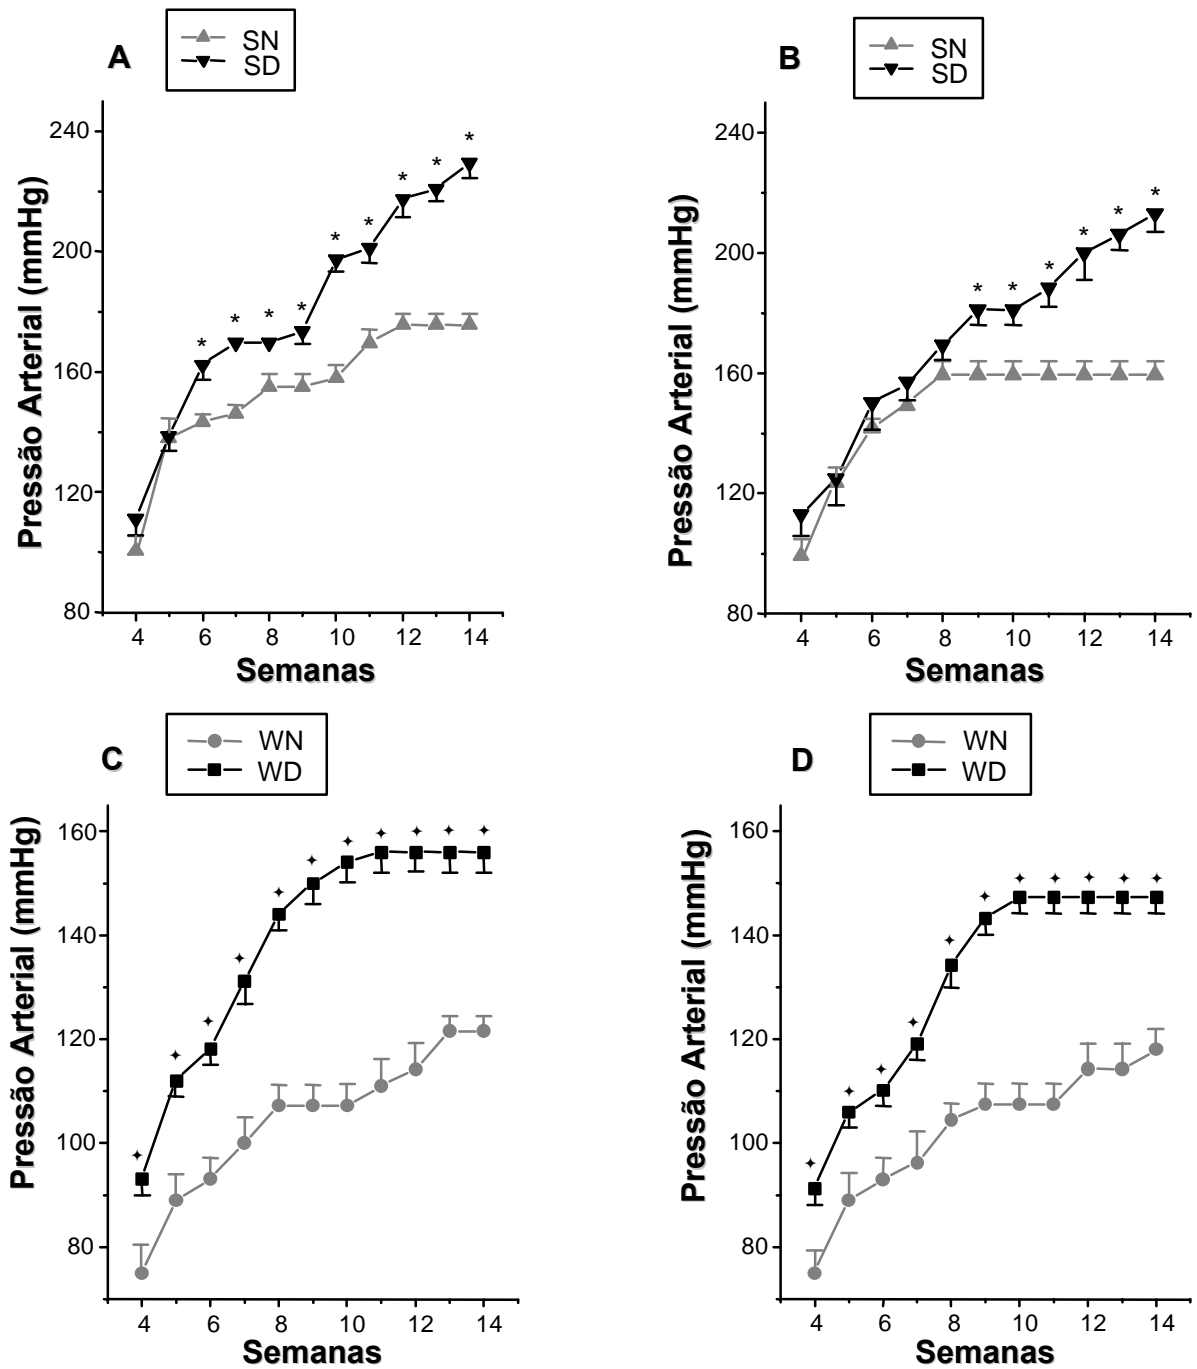 A
SN
SD
Pressão Arterial (mmHg)
240
200
160
120
80
* * * * * * * * *
4 6 8 10 12 14
Semanas
B
SN
SD
Pressão Arterial (mmHg)
240
200
160
120
80
* * * * * *
4 6 8 10 12 14
Semanas
C
WN
WD
Pressão Arterial (mmHg)
160
140
120
100
80
✦ ✦ ✦ ✦ ✦ ✦ ✦ ✦ ✦ ✦ ✦
4 6 8 10 12 14
Semanas
D
WN
WD
Pressão Arterial (mmHg)
160
140
120
100
80
✦ ✦ ✦ ✦ ✦ ✦ ✦ ✦ ✦ ✦ ✦
4 6 8 10 12 14
Semanas